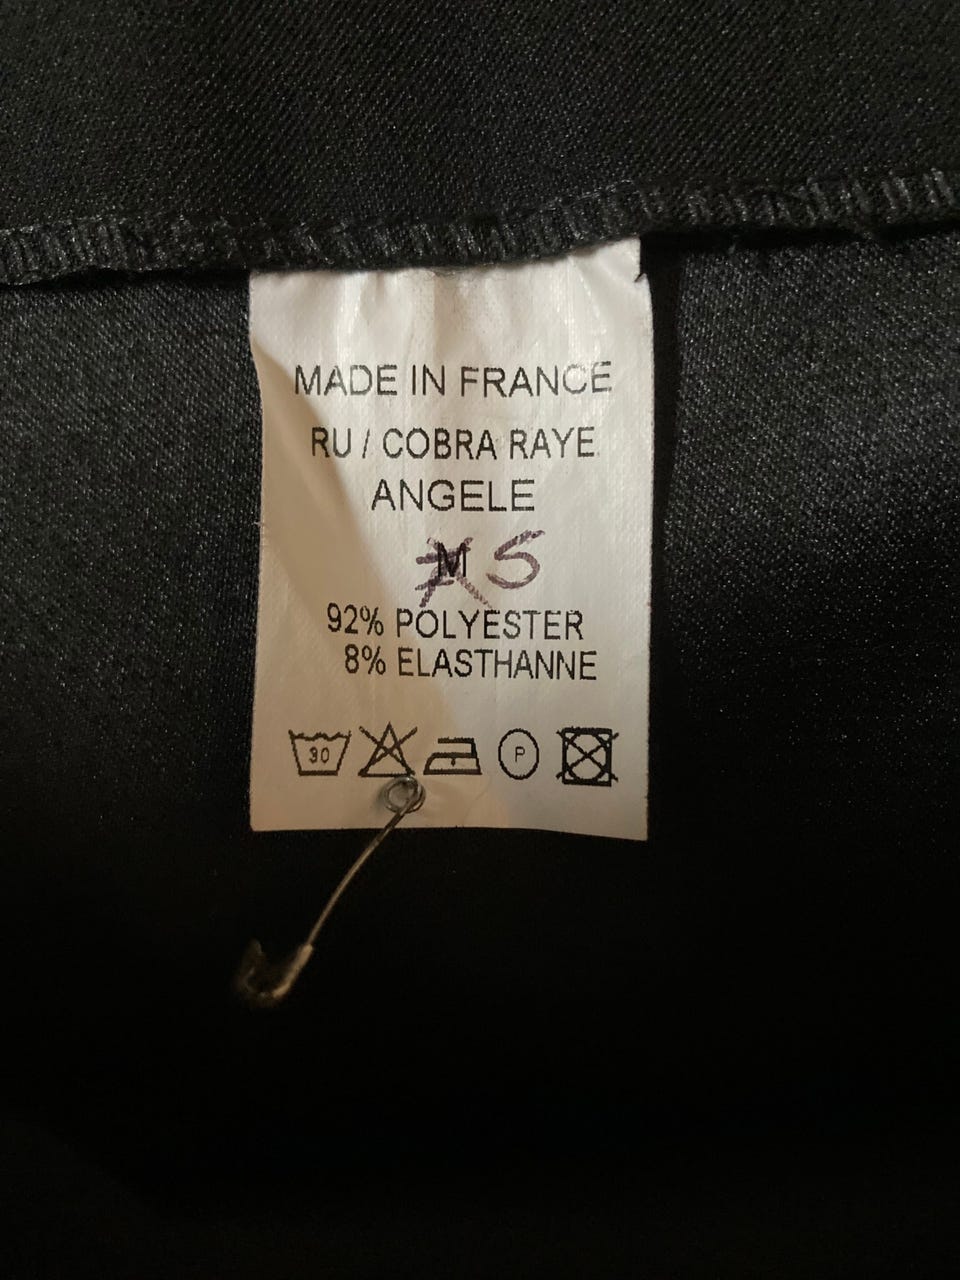 MADE IN FRANCE
RU / COBRA RAYE
ANGELE
M S
92% POLYESTER
8% ELASTHANNE
30 P